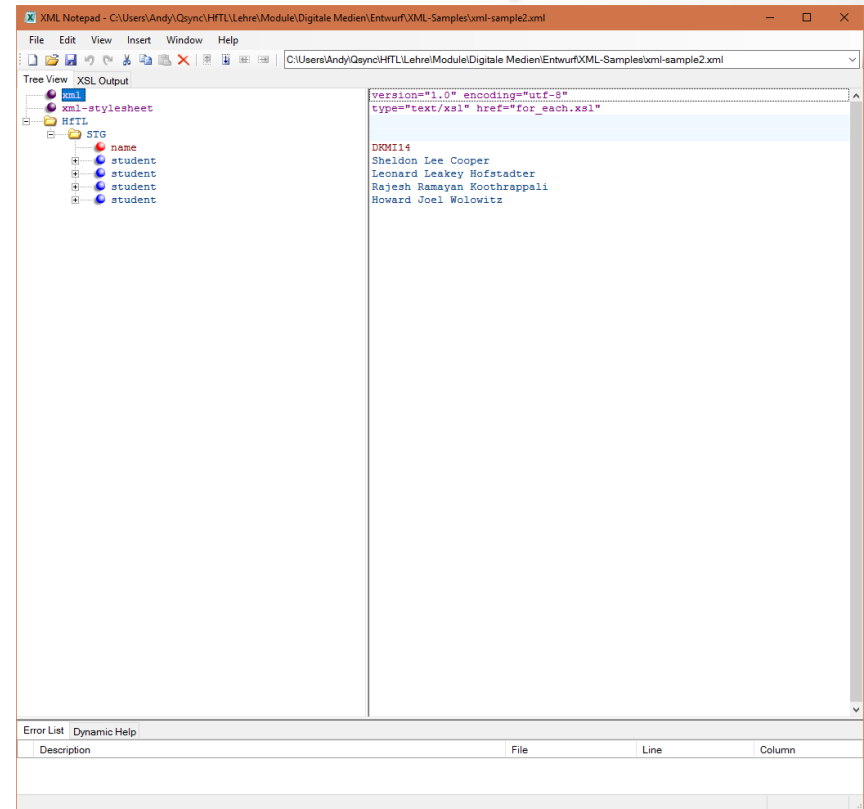 XML Notepad - C:\Users\Andy\Qsync\HfTL\Lehre\Module\Digitale Medien\Entwurf\XML-Samples\xml-sample2.xml
File Edit View Insert Window Help
C:\Users\Andy\Qsync\HfTL\Lehre\Module\Digitale Medien\Entwurf\XML-Samples\xml-sample2.xml
Tree View XSL Output
xml version="1.0" encoding="utf-8"
xml-stylesheet type="text/xsl" href="for_each.xsl"
HfTL
STG
name DKMI14
student Sheldon Lee Cooper
student Leonard Leakey Hofstadter
student Rajesh Ramayan Koothrappali
student Howard Joel Wolowitz
Error List Dynamic Help
Description File Line Column